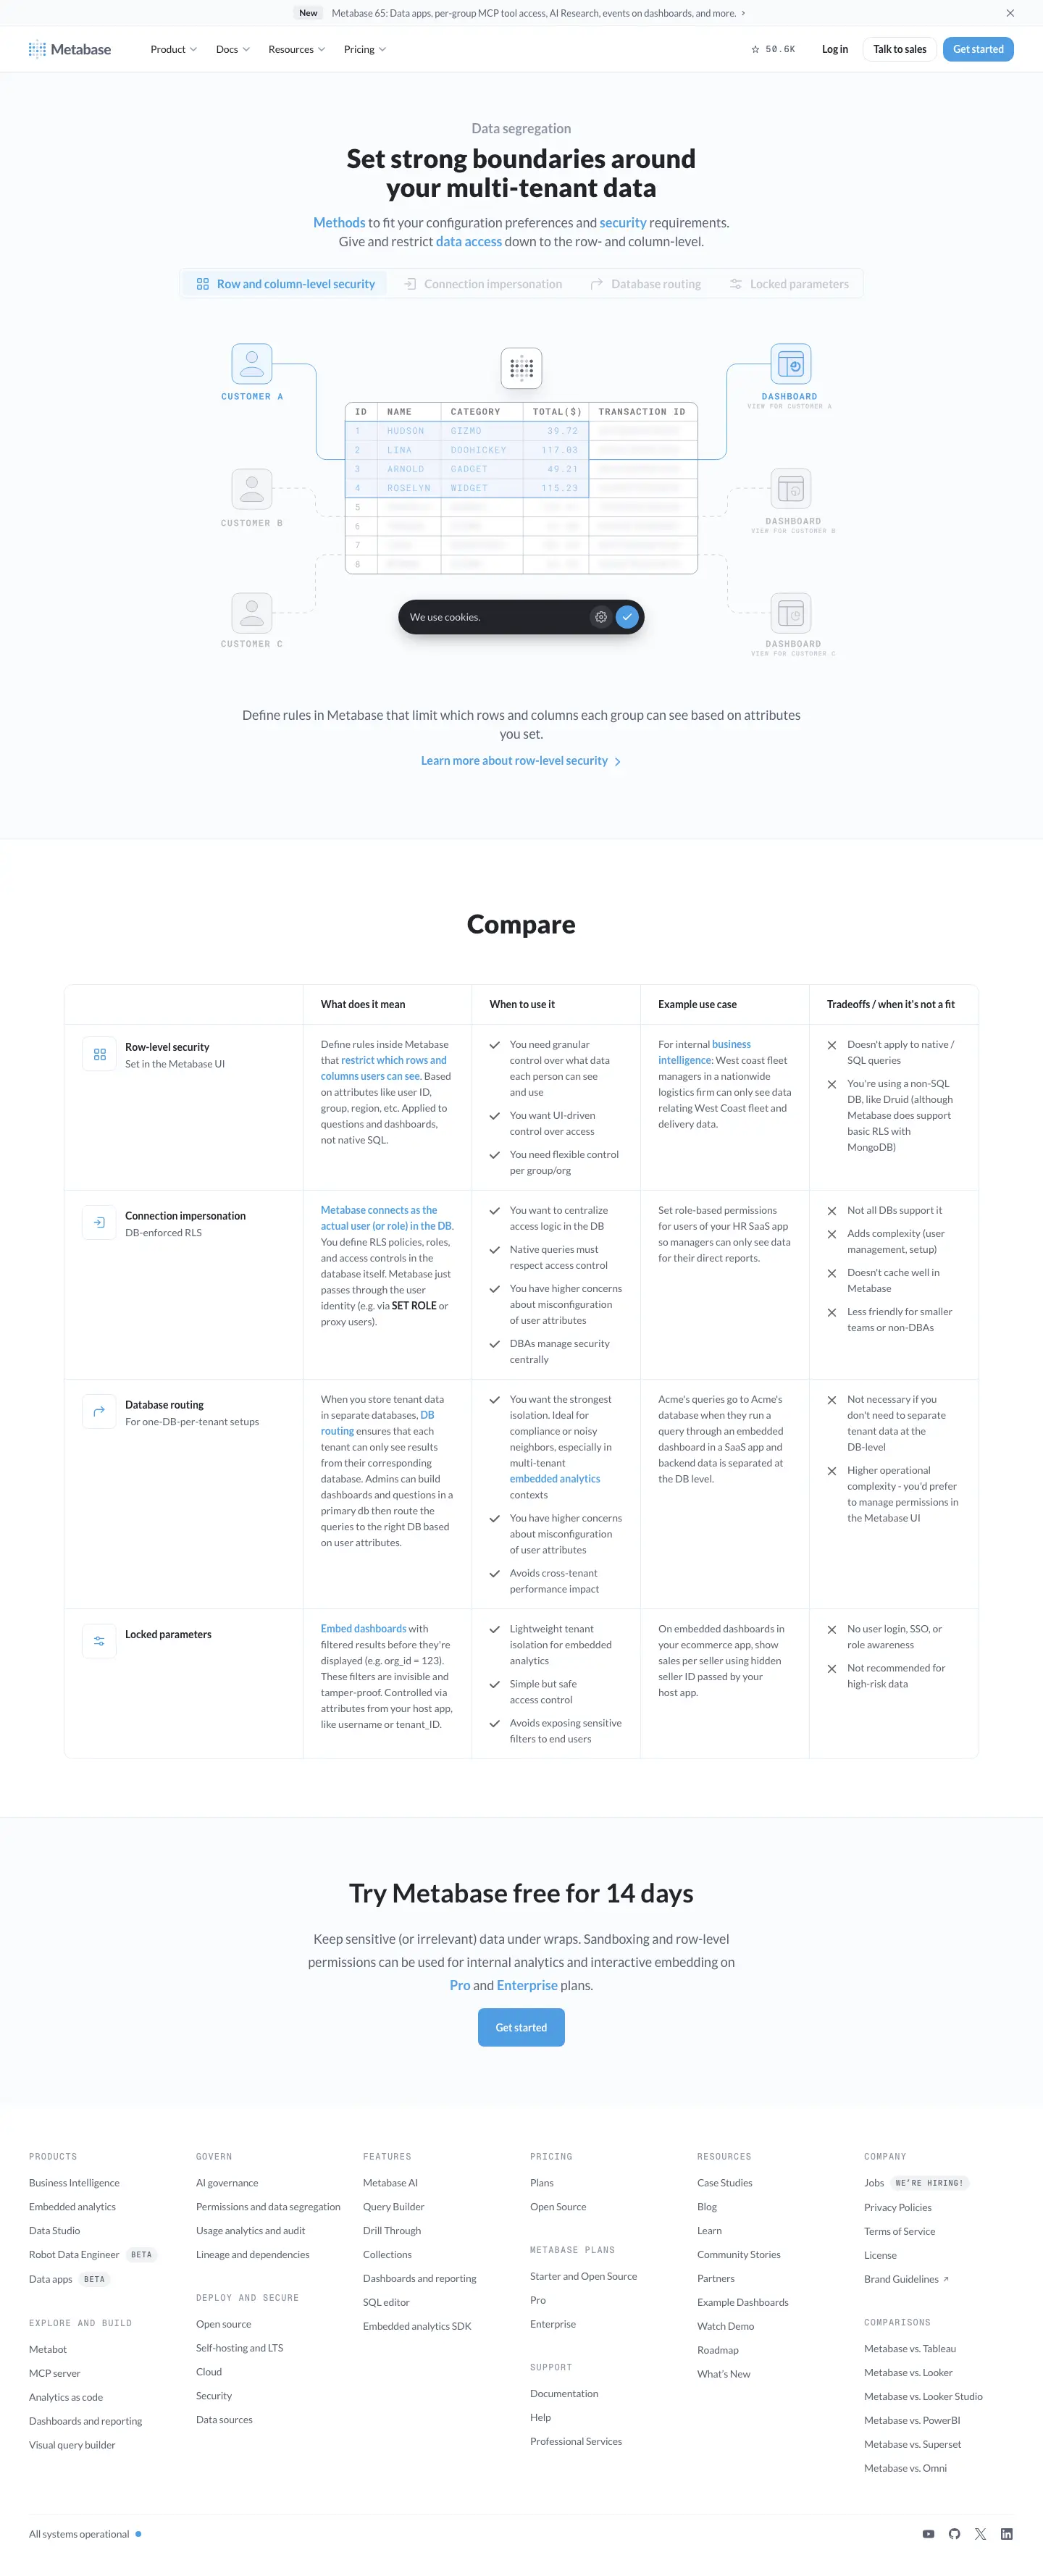 New Metabase 65: Data apps, per-group MCP tool access, AI Research, events on dashboards, and more.
Metabase
Product
Docs
Resources
Pricing
50.6K
Log in
Talk to sales
Get started
Data segregation
Set strong boundaries around
your multi-tenant data
Methods to fit your configuration preferences and security requirements.
Give and restrict data access down to the row- and column-level.
Row and column-level security
Connection impersonation
Database routing
Locked parameters
CUSTOMER A
CUSTOMER B
CUSTOMER C
ID NAME CATEGORY TOTAL($) TRANSACTION ID
1 HUDSON GIZMO 39.72
2 LINA DOOHICKEY 117.03
3 ARNOLD GADGET 49.21
4 ROSELYN WIDGET 115.23
5
6
7
8
DASHBOARD
VIEW FOR CUSTOMER A
DASHBOARD
VIEW FOR CUSTOMER B
DASHBOARD
VIEW FOR CUSTOMER C
We use cookies.
Define rules in Metabase that limit which rows and columns each group can see based on attributes
you set.
Learn more about row-level security
Compare
What does it mean
When to use it
Example use case
Tradeoffs / when it's not a fit
Row-level security
Set in the Metabase UI
Define rules inside Metabase
that restrict which rows and
columns users can see. Based
on attributes like user ID,
group, region, etc. Applied to
questions and dashboards,
not native SQL.
You need granular
control over what data
each person can see
and use
You want UI-driven
control over access
You need flexible control
per group/org
For internal business
intelligence: West coast fleet
managers in a nationwide
logistics firm can only see data
relating West Coast fleet and
delivery data.
Doesn't apply to native /
SQL queries
You're using a non-SQL
DB, like Druid (although
Metabase does support
basic RLS with
MongoDB)
Connection impersonation
DB-enforced RLS
Metabase connects as the
actual user (or role) in the DB.
You define RLS policies, roles,
and access controls in the
database itself. Metabase just
passes through the user
identity (e.g. via SET ROLE or
proxy users).
You want to centralize
access logic in the DB
Native queries must
respect access control
You have higher concerns
about misconfiguration
of user attributes
DBAs manage security
centrally
Set role-based permissions
for users of your HR SaaS app
so managers can only see data
for their direct reports.
Not all DBs support it
Adds complexity (user
management, setup)
Doesn't cache well in
Metabase
Less friendly for smaller
teams or non-DBAs
Database routing
For one-DB-per-tenant setups
When you store tenant data
in separate databases, DB
routing ensures that each
tenant can only see results
from their corresponding
database. Admins can build
dashboards and questions in a
primary db then route the
queries to the right DB based
on user attributes.
You want the strongest
isolation. Ideal for
compliance or noisy
neighbors, especially in
multi-tenant
embedded analytics
contexts
You have higher concerns
about misconfiguration
of user attributes
Avoids cross-tenant
performance impact
Acme's queries go to Acme's
database when they run a
query through an embedded
dashboard in a SaaS app and
backend data is separated at
the DB level.
Not necessary if you
don't need to separate
tenant data at the
DB-level
Higher operational
complexity - you'd prefer
to manage permissions in
the Metabase UI
Locked parameters
Embed dashboards with
filtered results before they're
displayed (e.g. org_id = 123).
These filters are invisible and
tamper-proof. Controlled via
attributes from your host app,
like username or tenant_ID.
Lightweight tenant
isolation for embedded
analytics
Simple but safe
access control
Avoids exposing sensitive
filters to end users
On embedded dashboards in
your ecommerce app, show
sales per seller using hidden
seller ID passed by your
host app.
No user login, SSO, or
role awareness
Not recommended for
high-risk data
Try Metabase free for 14 days
Keep sensitive (or irrelevant) data under wraps. Sandboxing and row-level
permissions can be used for internal analytics and interactive embedding on
Pro and Enterprise plans.
Get started
PRODUCTS
Business Intelligence
Embedded analytics
Data Studio
Robot Data Engineer BETA
Data apps BETA
EXPLORE AND BUILD
Metabot
MCP server
Analytics as code
Dashboards and reporting
Visual query builder
GOVERN
AI governance
Permissions and data segregation
Usage analytics and audit
Lineage and dependencies
DEPLOY AND SECURE
Open source
Self-hosting and LTS
Cloud
Security
Data sources
FEATURES
Metabase AI
Query Builder
Drill Through
Collections
Dashboards and reporting
SQL editor
Embedded analytics SDK
PRICING
Plans
Open Source
METABASE PLANS
Starter and Open Source
Pro
Enterprise
SUPPORT
Documentation
Help
Professional Services
RESOURCES
Case Studies
Blog
Learn
Community Stories
Partners
Example Dashboards
Watch Demo
Roadmap
What's New
COMPANY
Jobs WE'RE HIRING!
Privacy Policies
Terms of Service
License
Brand Guidelines ↗
COMPARISONS
Metabase vs. Tableau
Metabase vs. Looker
Metabase vs. Looker Studio
Metabase vs. PowerBI
Metabase vs. Superset
Metabase vs. Omni
All systems operational